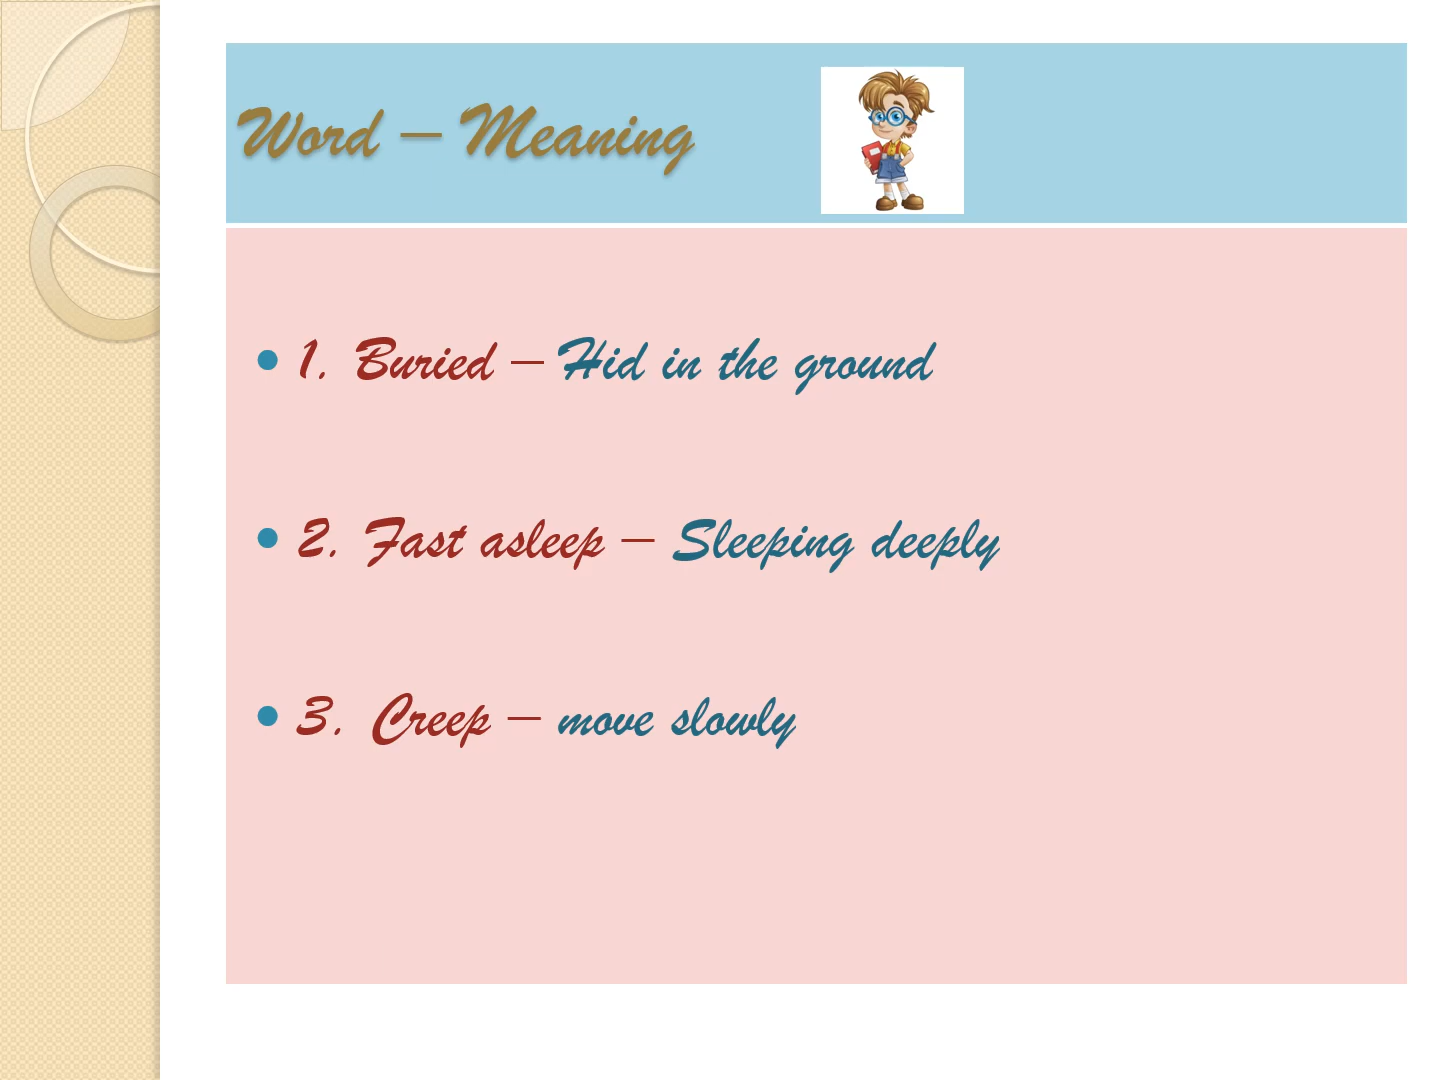 Word – Meaning
• 1. Buried – Hid in the ground
• 2. Fast asleep – Sleeping deeply
• 3. Creep – move slowly